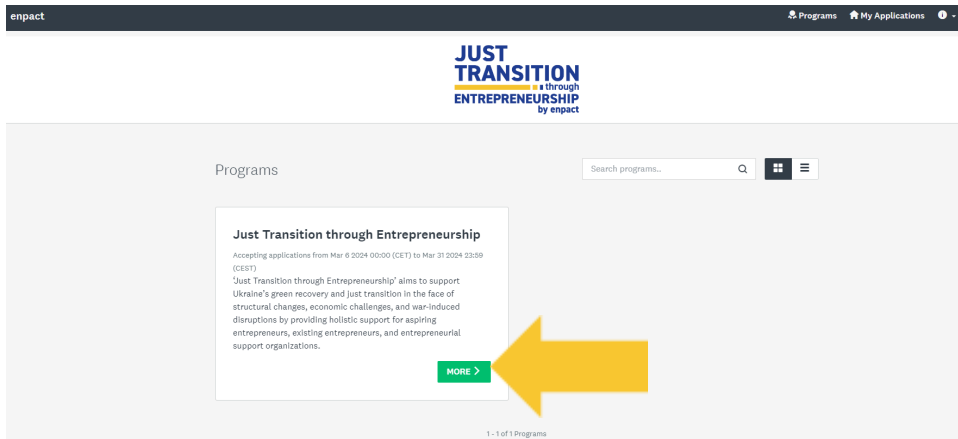 enpact
Programs My Applications
JUST
TRANSITION
through
ENTREPRENEURSHIP
by enpact
Programs
Search programs..
Just Transition through Entrepreneurship
Accepting applications from Mar 6 2024 00:00 (CET) to Mar 31 2024 23:59
(CEST)
"Just Transition through Entrepreneurship" aims to support
Ukraine's green recovery and just transition in the face of
structural changes, economic challenges, and war-induced
disruptions by providing holistic support for aspiring
entrepreneurs, existing entrepreneurs, and entrepreneurial
support organizations.
MORE >
1 - 1 of 1 Programs